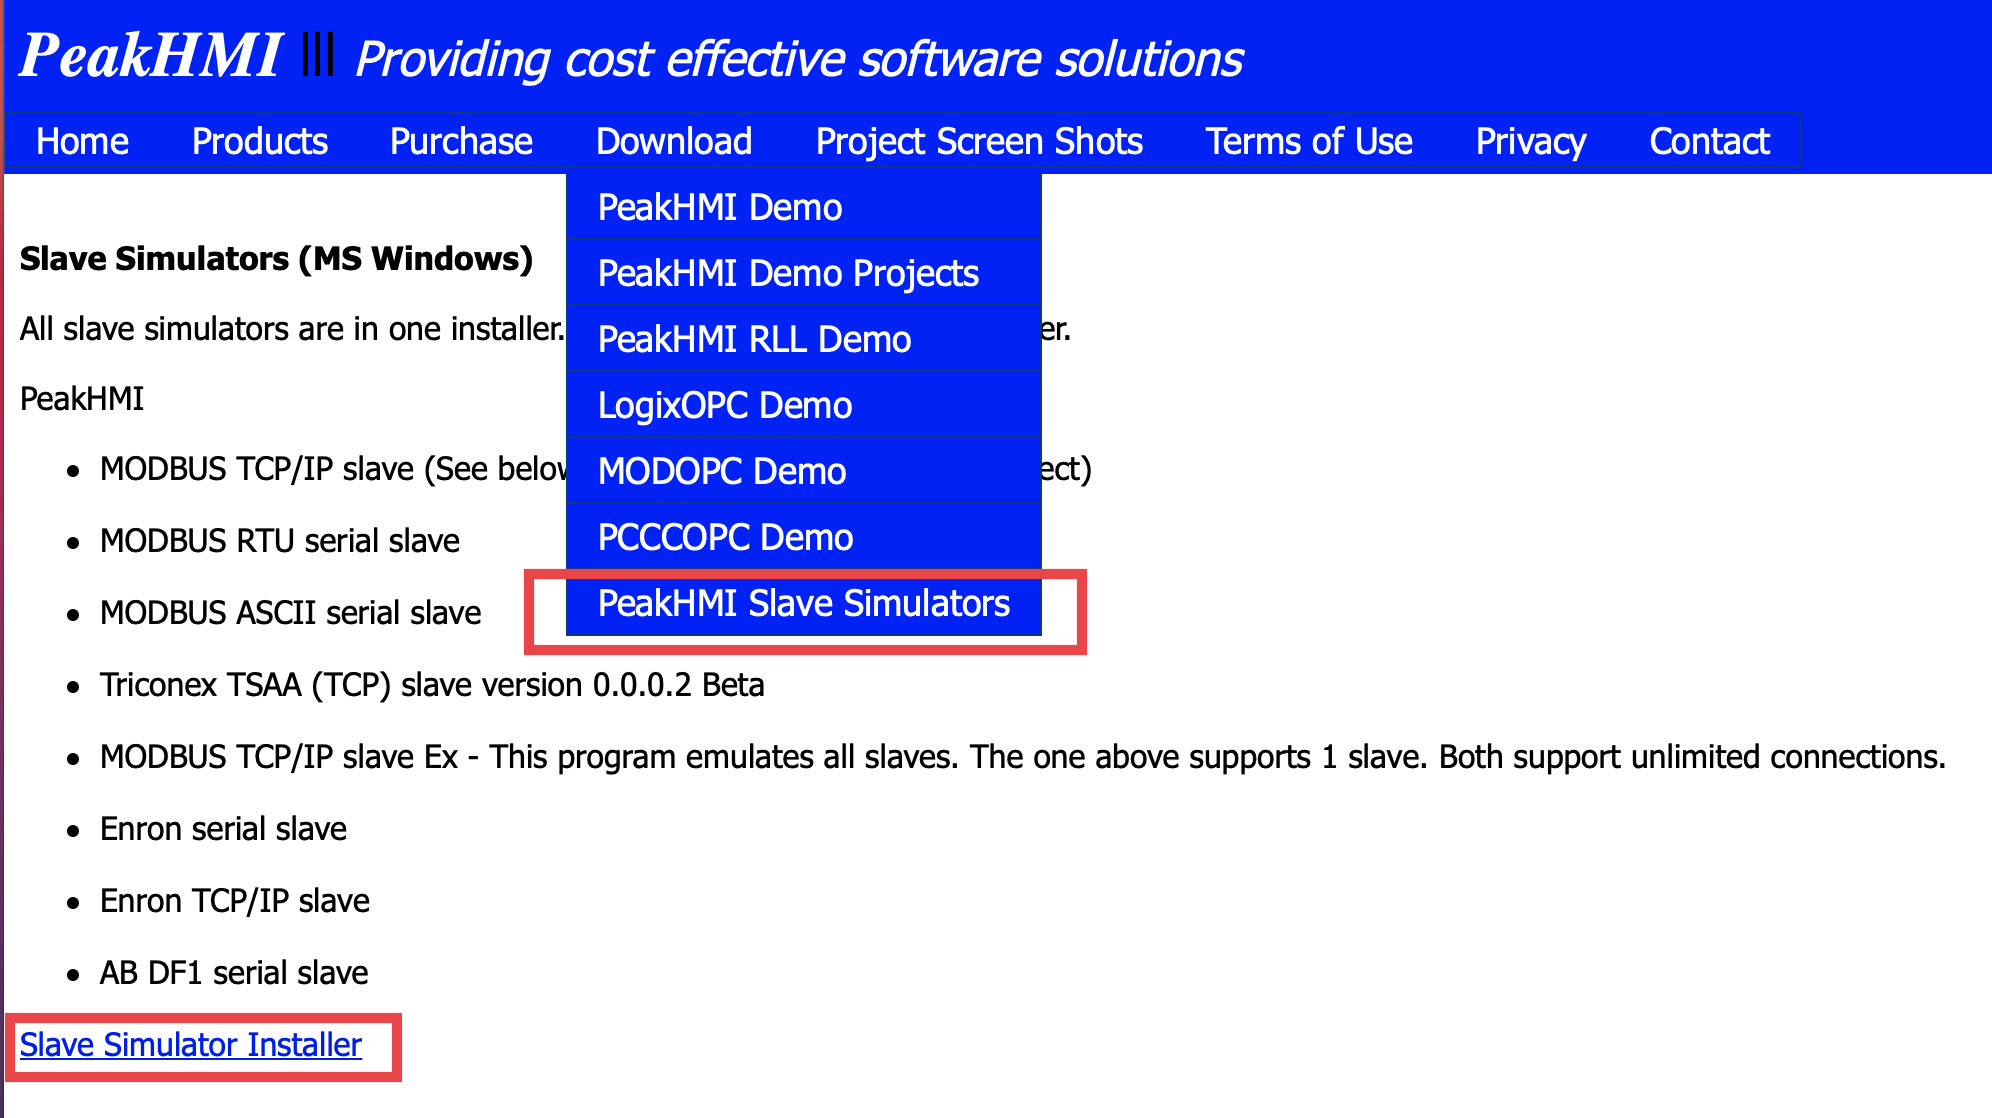 PeakHMI ||| Providing cost effective software solutions
Home Products Purchase Download Project Screen Shots Terms of Use Privacy Contact
PeakHMI Demo
PeakHMI Demo Projects
PeakHMI RLL Demo
LogixOPC Demo
MODOPC Demo
PCCCOPC Demo
PeakHMI Slave Simulators
Slave Simulators (MS Windows)
All slave simulators are in one installer.
PeakHMI
• MODBUS TCP/IP slave (See below
• MODBUS RTU serial slave
• MODBUS ASCII serial slave
• Triconex TSAA (TCP) slave version 0.0.0.2 Beta
• MODBUS TCP/IP slave Ex - This program emulates all slaves. The one above supports 1 slave. Both support unlimited connections.
• Enron serial slave
• Enron TCP/IP slave
• AB DF1 serial slave
Slave Simulator Installer